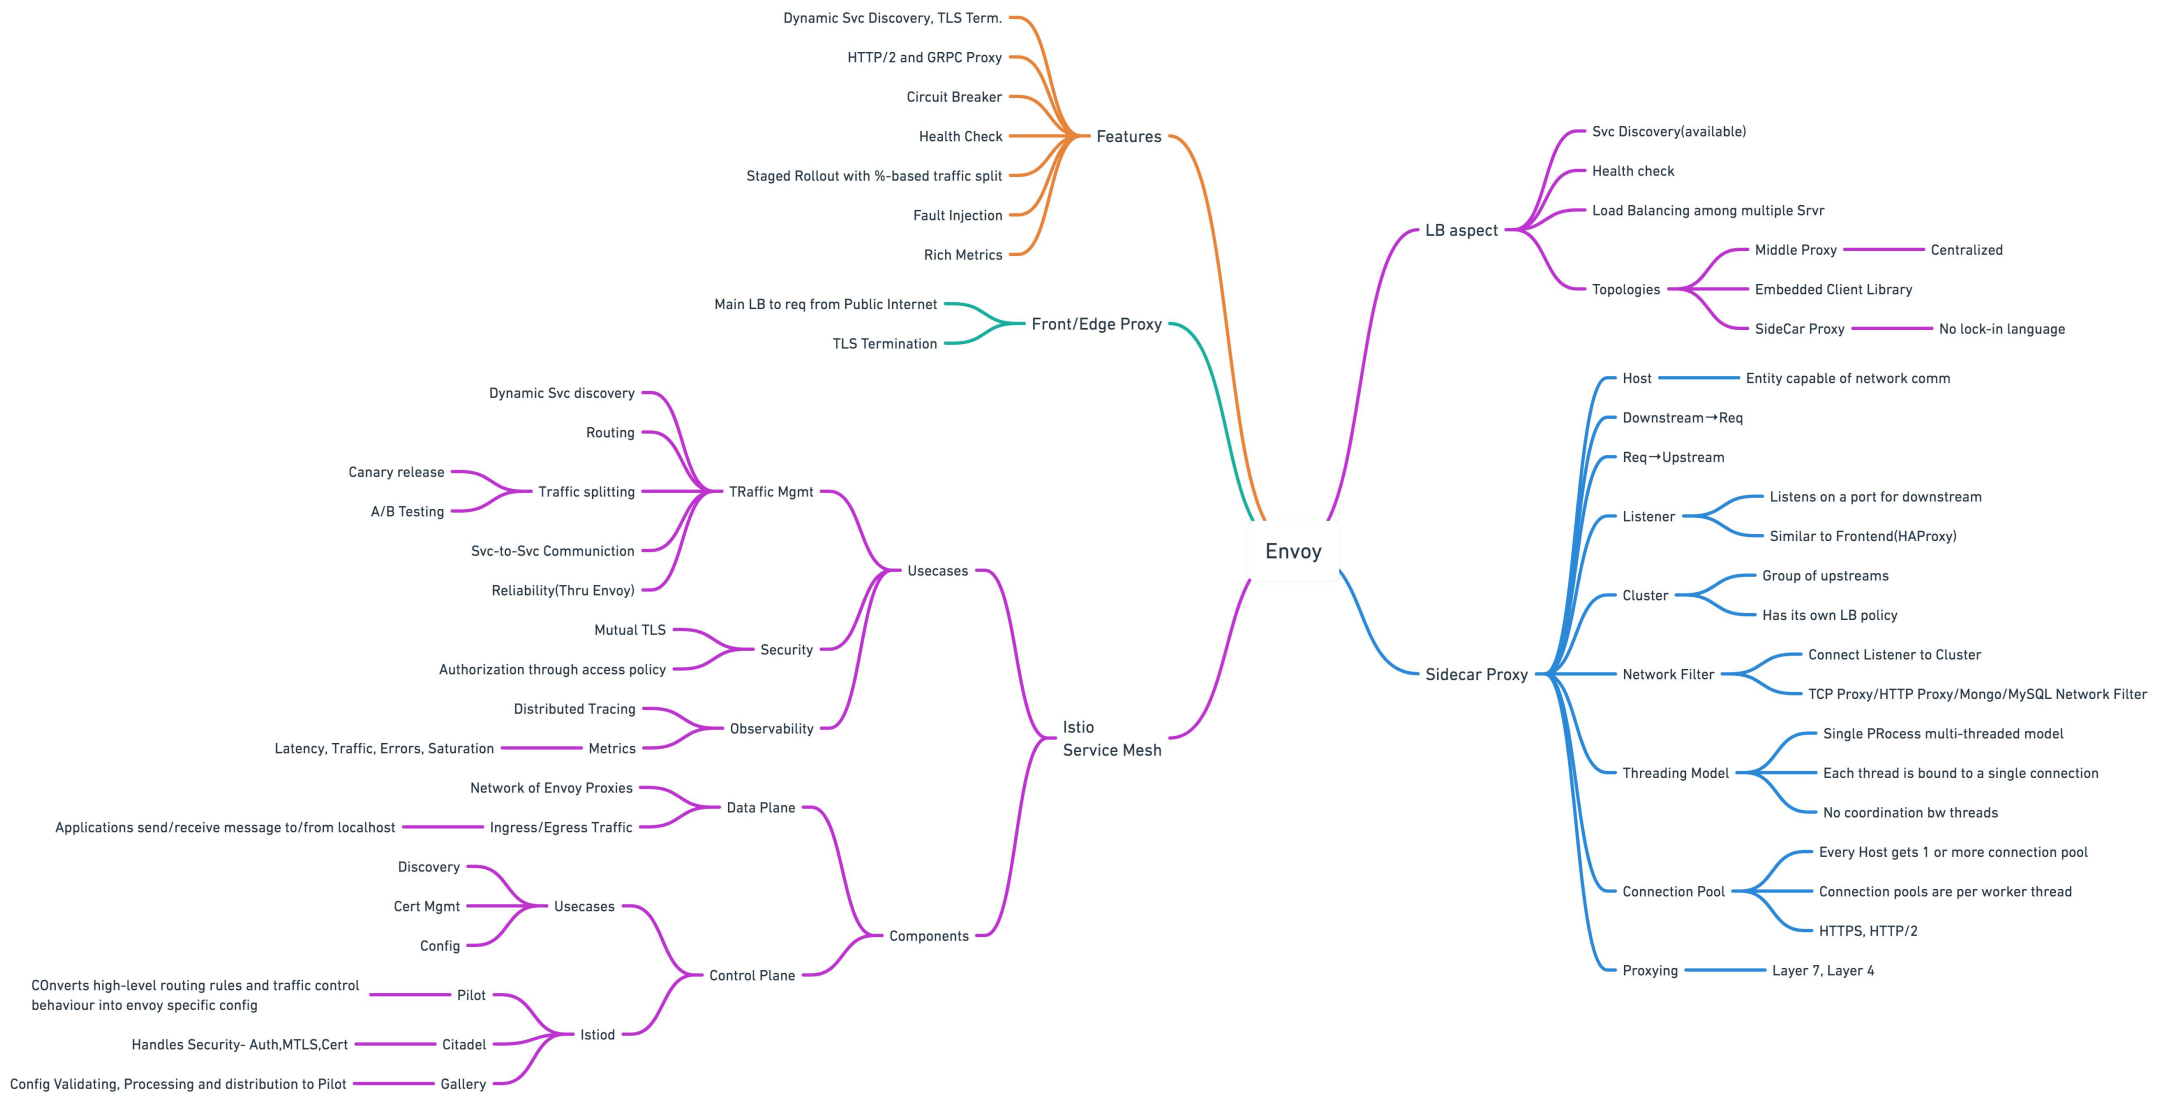 Envoy
Features
Dynamic Svc Discovery, TLS Term.
HTTP/2 and GRPC Proxy
Circuit Breaker
Health Check
Staged Rollout with %-based traffic split
Fault Injection
Rich Metrics
Front/Edge Proxy
Main LB to req from Public Internet
TLS Termination
Istio
Service Mesh
Usecases
TRaffic Mgmt
Dynamic Svc discovery
Routing
Traffic splitting
Canary release
A/B Testing
Svc-to-Svc Communiction
Reliability(Thru Envoy)
Security
Mutual TLS
Authorization through access policy
Observability
Distributed Tracing
Metrics
Latency, Traffic, Errors, Saturation
Components
Data Plane
Network of Envoy Proxies
Ingress/Egress Traffic
Applications send/receive message to/from localhost
Control Plane
Usecases
Discovery
Cert Mgmt
Config
Istiod
Pilot
COnverts high-level routing rules and traffic control
behaviour into envoy specific config
Citadel
Handles Security- Auth,MTLS,Cert
Gallery
Config Validating, Processing and distribution to Pilot
LB aspect
Svc Discovery(available)
Health check
Load Balancing among multiple Srvr
Topologies
Middle Proxy
Centralized
Embedded Client Library
SideCar Proxy
No lock-in language
Sidecar Proxy
Host
Entity capable of network comm
Downstream→Req
Req→Upstream
Listener
Listens on a port for downstream
Similar to Frontend(HAProxy)
Cluster
Group of upstreams
Has its own LB policy
Network Filter
Connect Listener to Cluster
TCP Proxy/HTTP Proxy/Mongo/MySQL Network Filter
Threading Model
Single PRocess multi-threaded model
Each thread is bound to a single connection
No coordination bw threads
Connection Pool
Every Host gets 1 or more connection pool
Connection pools are per worker thread
HTTPS, HTTP/2
Proxying
Layer 7, Layer 4